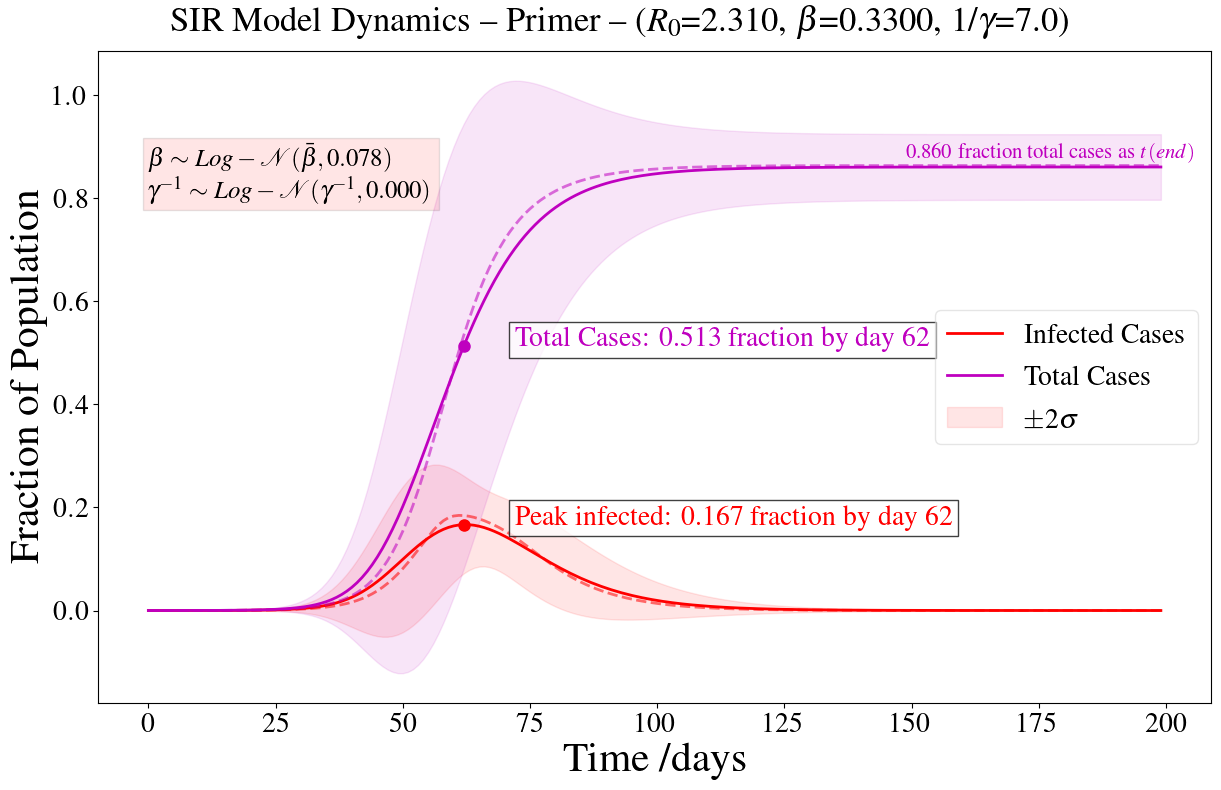 SIR Model Dynamics – Primer – (R₀=2.310, β=0.3300, 1/γ=7.0)
Fraction of Population
1.0
0.8
0.6
0.4
0.2
0.0
β ∼ Log − 𝒩(β̄, 0.078)
γ⁻¹ ∼ Log − 𝒩(γ⁻¹, 0.000)
0.860 fraction total cases as t(end)
Total Cases: 0.513 fraction by day 62
Infected Cases
Total Cases
±2σ
Peak infected: 0.167 fraction by day 62
0 25 50 75 100 125 150 175 200
Time /days